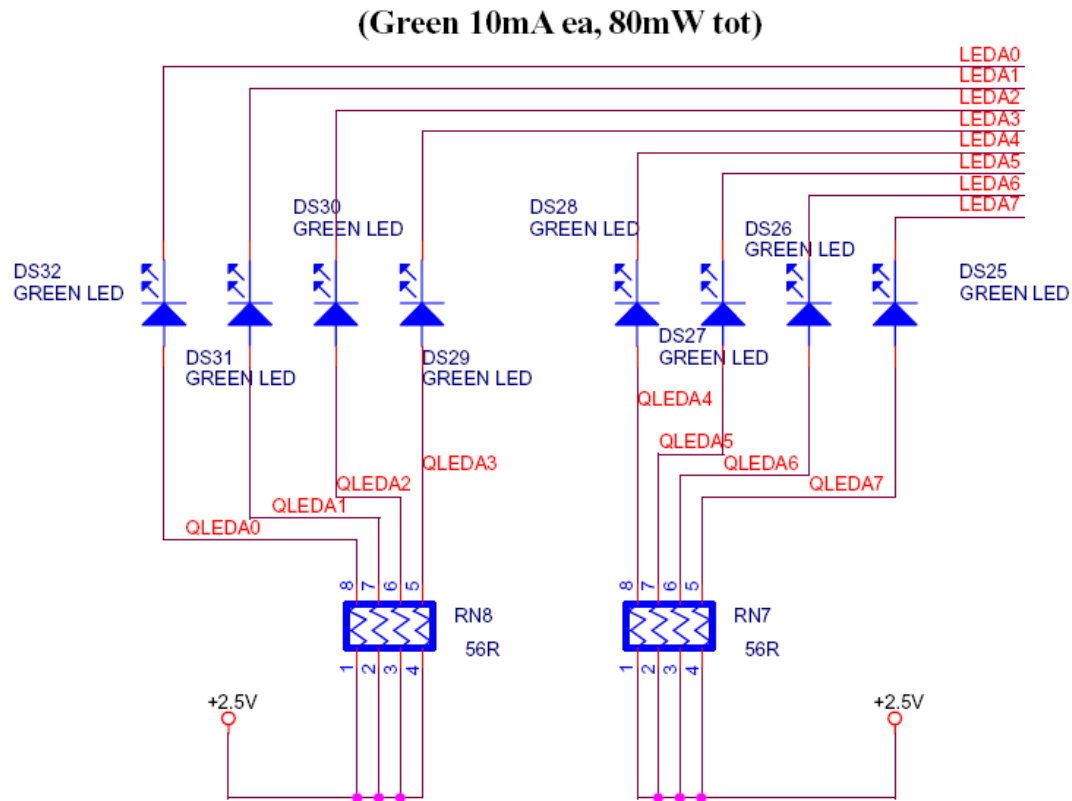 (Green 10mA ea, 80mW tot)
LEDA0
LEDA1
LEDA2
LEDA3
LEDA4
LEDA5
LEDA6
LEDA7
DS30
GREEN LED
DS28
GREEN LED
DS26
GREEN LED
DS32
GREEN LED
DS25
GREEN LED
DS31
GREEN LED
DS29
GREEN LED
DS27
GREEN LED
QLEDA4
QLEDA5
QLEDA3
QLEDA6
QLEDA2
QLEDA7
QLEDA1
QLEDA0
8 7 6 5
8 7 6 5
RN8
56R
RN7
56R
1 2 3 4
1 2 3 4
+2.5V
+2.5V